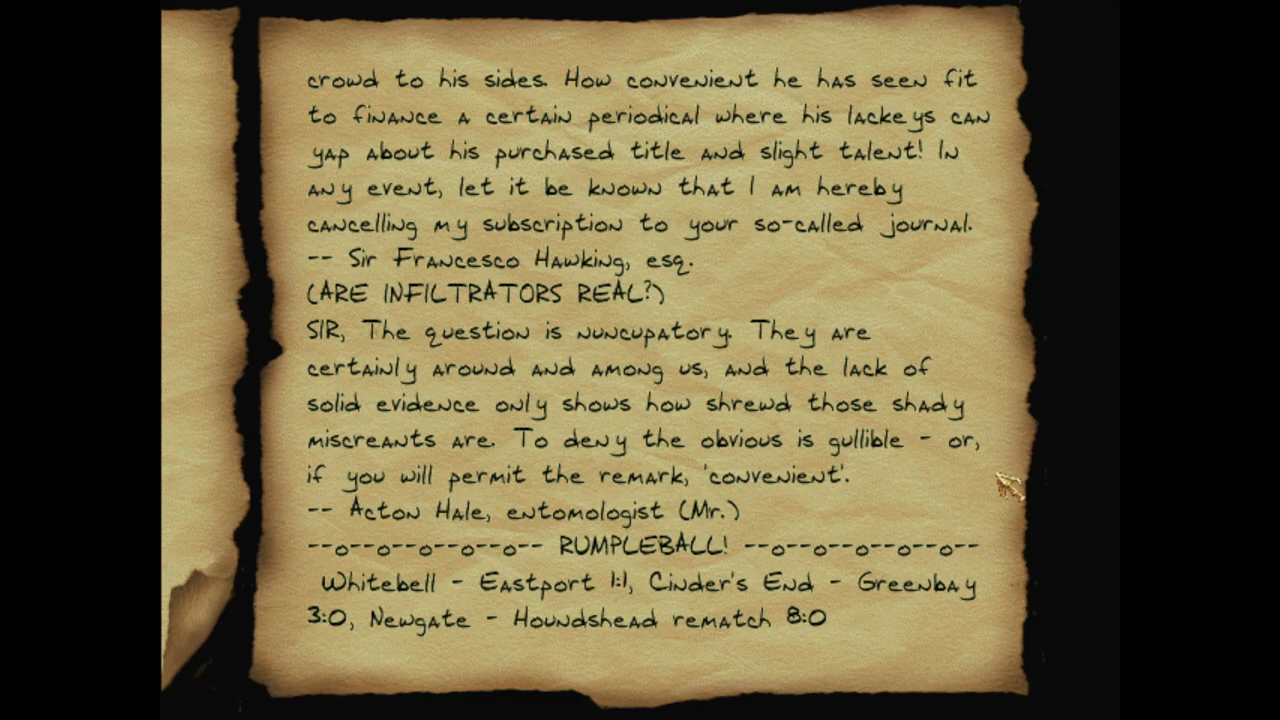 crowd to his sides. How convenient he has seen fit
to finance a certain periodical where his lackeys can
yap about his purchased title and slight talent! In
any event, let it be known that I am hereby
cancelling my subscription to your so-called journal.
-- Sir Francesco Hawking, esq.
(ARE INFILTRATORS REAL?)
SIR, The question is nuncupatory. They are
certainly around and among us, and the lack of
solid evidence only shows how shrewd those shady
miscreants are. To deny the obvious is gullible - or,
if you will permit the remark, 'convenient'.
-- Acton Hale, entomologist (Mr.)
--o--o--o--o--o-- RUMPLEBALL! --o--o--o--o--o--
Whitebell - Eastport 1:1, Cinder's End - Greenbay
3:0, Newgate - Houndshead rematch 8:0